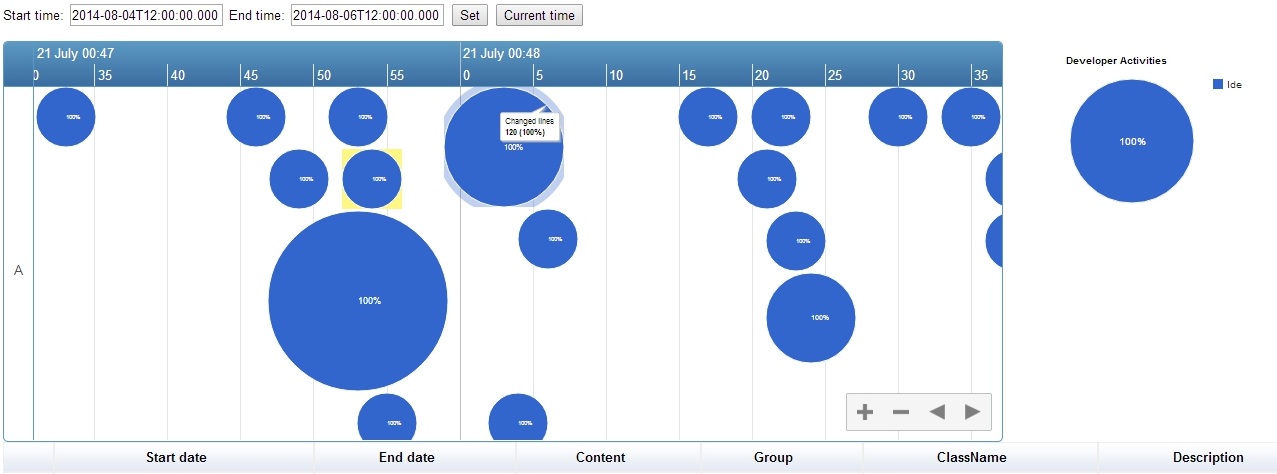 Start time: 2014-08-04T12:00:00.000 End time: 2014-08-06T12:00:00.000 Set Current time
21 July 00:47 21 July 00:48
0 35 40 45 50 55 0 5 10 15 20 25 30 35
Developer Activities
Ide
100% 100% 100% 100% 100% 100% 100%
Changed lines
120 (100%)
100%
100%
100% 100% 100%
100% 100%
A
100%
100%
100% 100%
Start date End date Content Group ClassName Description